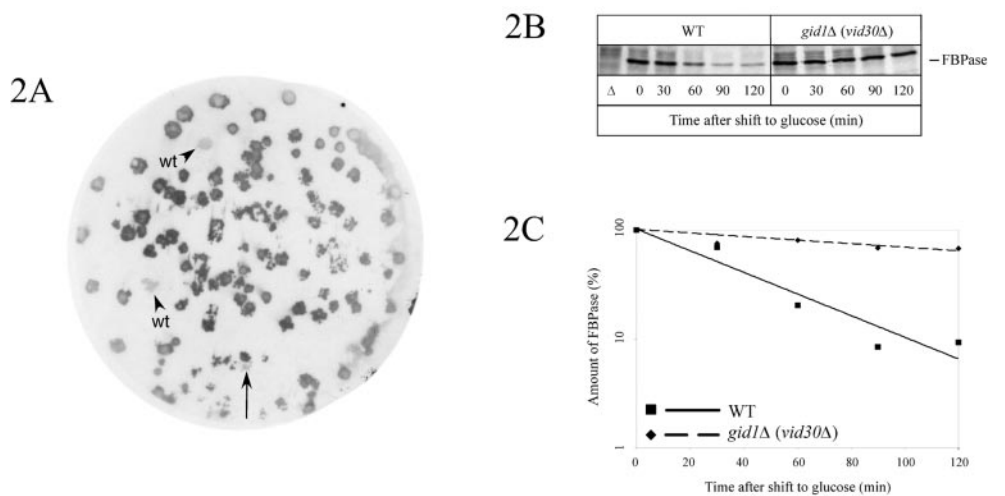 2A
wt
wt
2B
WT
gid1Δ (vid30Δ)
– FBPase
Δ 0 30 60 90 120 0 30 60 90 120
Time after shift to glucose (min)
2C
Amount of FBPase (%)
100
10
1
WT
gid1Δ (vid30Δ)
0 20 40 60 80 100 120
Time after shift to glucose (min)